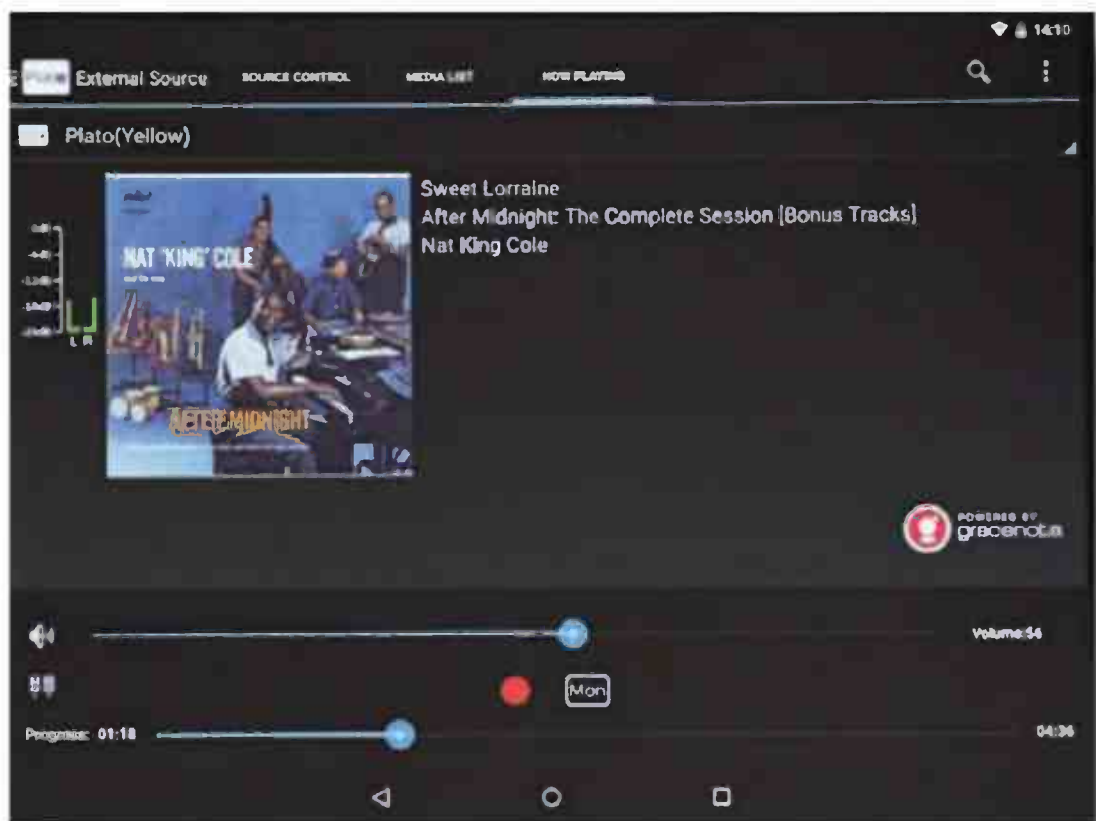 14:10
External Source SOURCE CONTROL MEDIA LIST NOW PLAYING
Plato(Yellow)
Sweet Lorraine
After Midnight: The Complete Session [Bonus Tracks]
Nat King Cole
NAT 'KING' COLE
L R
AFTER MIDNIGHT
POWERED BY
gracenote
Volume:56
Mon
Progress: 01:18 04:36